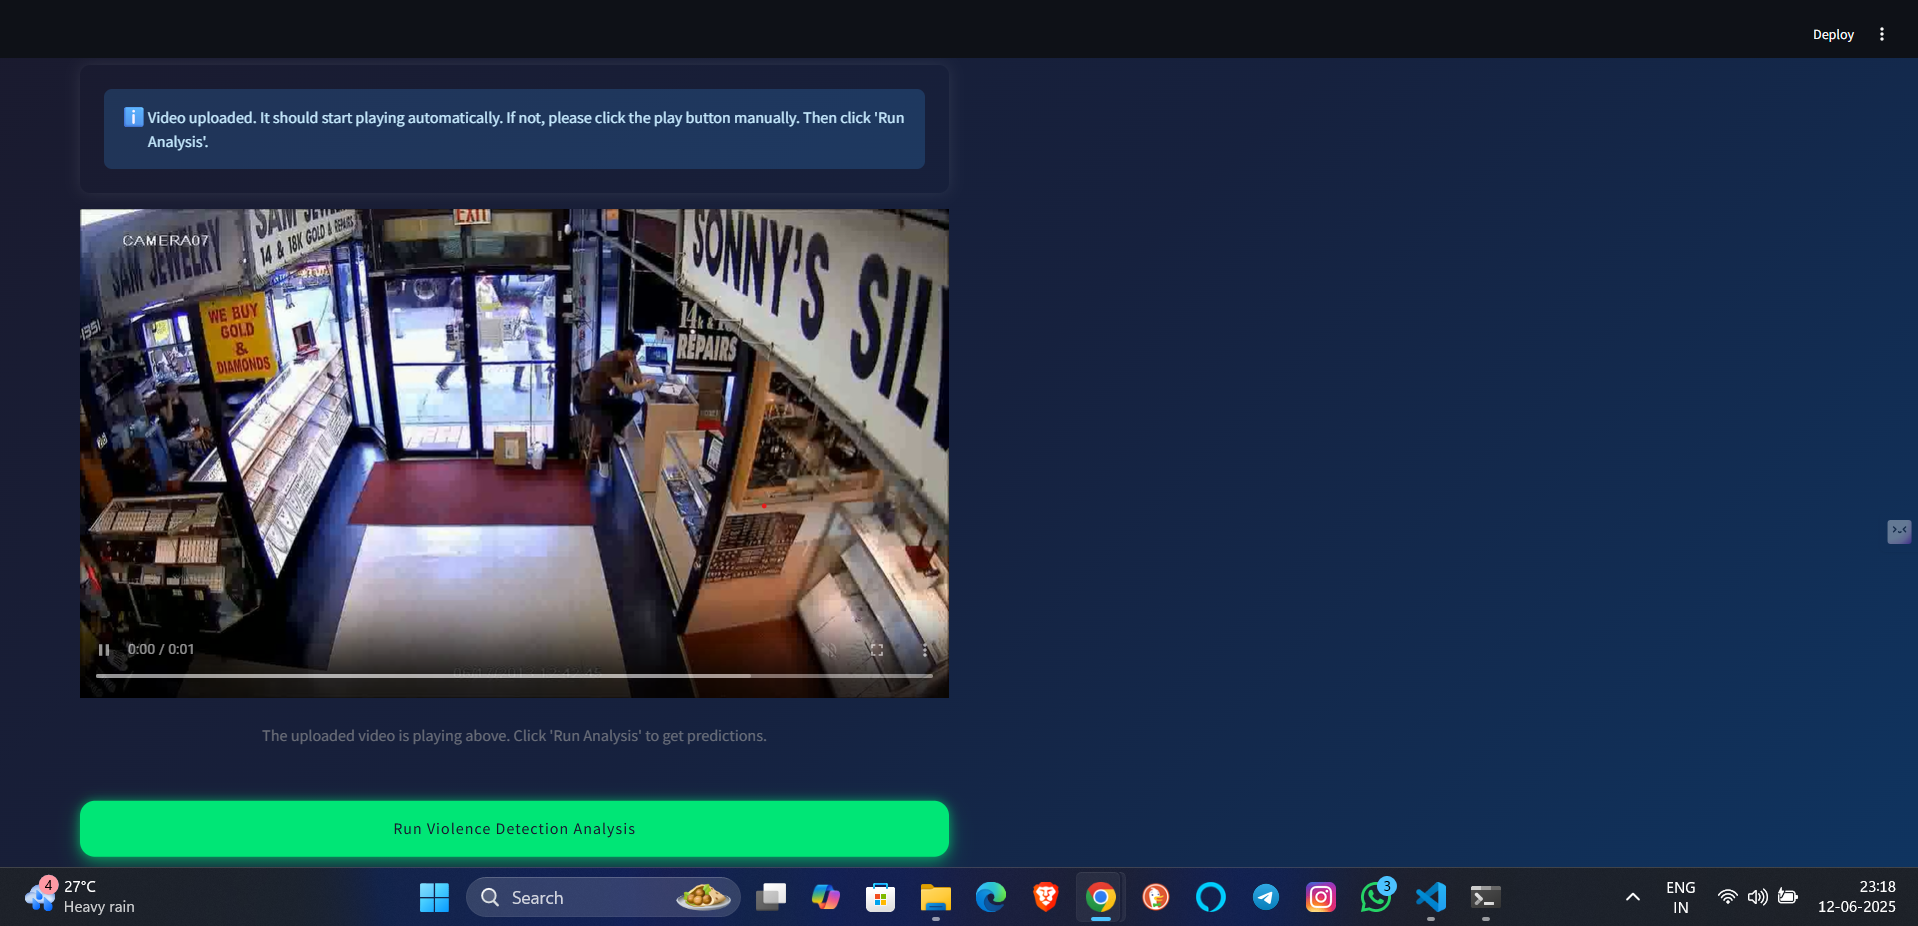 Deploy
Video uploaded. It should start playing automatically. If not, please click the play button manually. Then click 'Run
Analysis'.
CAMERA07
SAM JEWELRY
SAM JEWELRY
14 & 18K GOLD & REPAIRS
EXIT
WE BUY
GOLD
&
DIAMONDS
SONNY'S SIL
14k &
REPAIRS
0:00 / 0:01
The uploaded video is playing above. Click 'Run Analysis' to get predictions.
Run Violence Detection Analysis
4
27°C
Heavy rain
Search
3
ENG
IN
23:18
12-06-2025